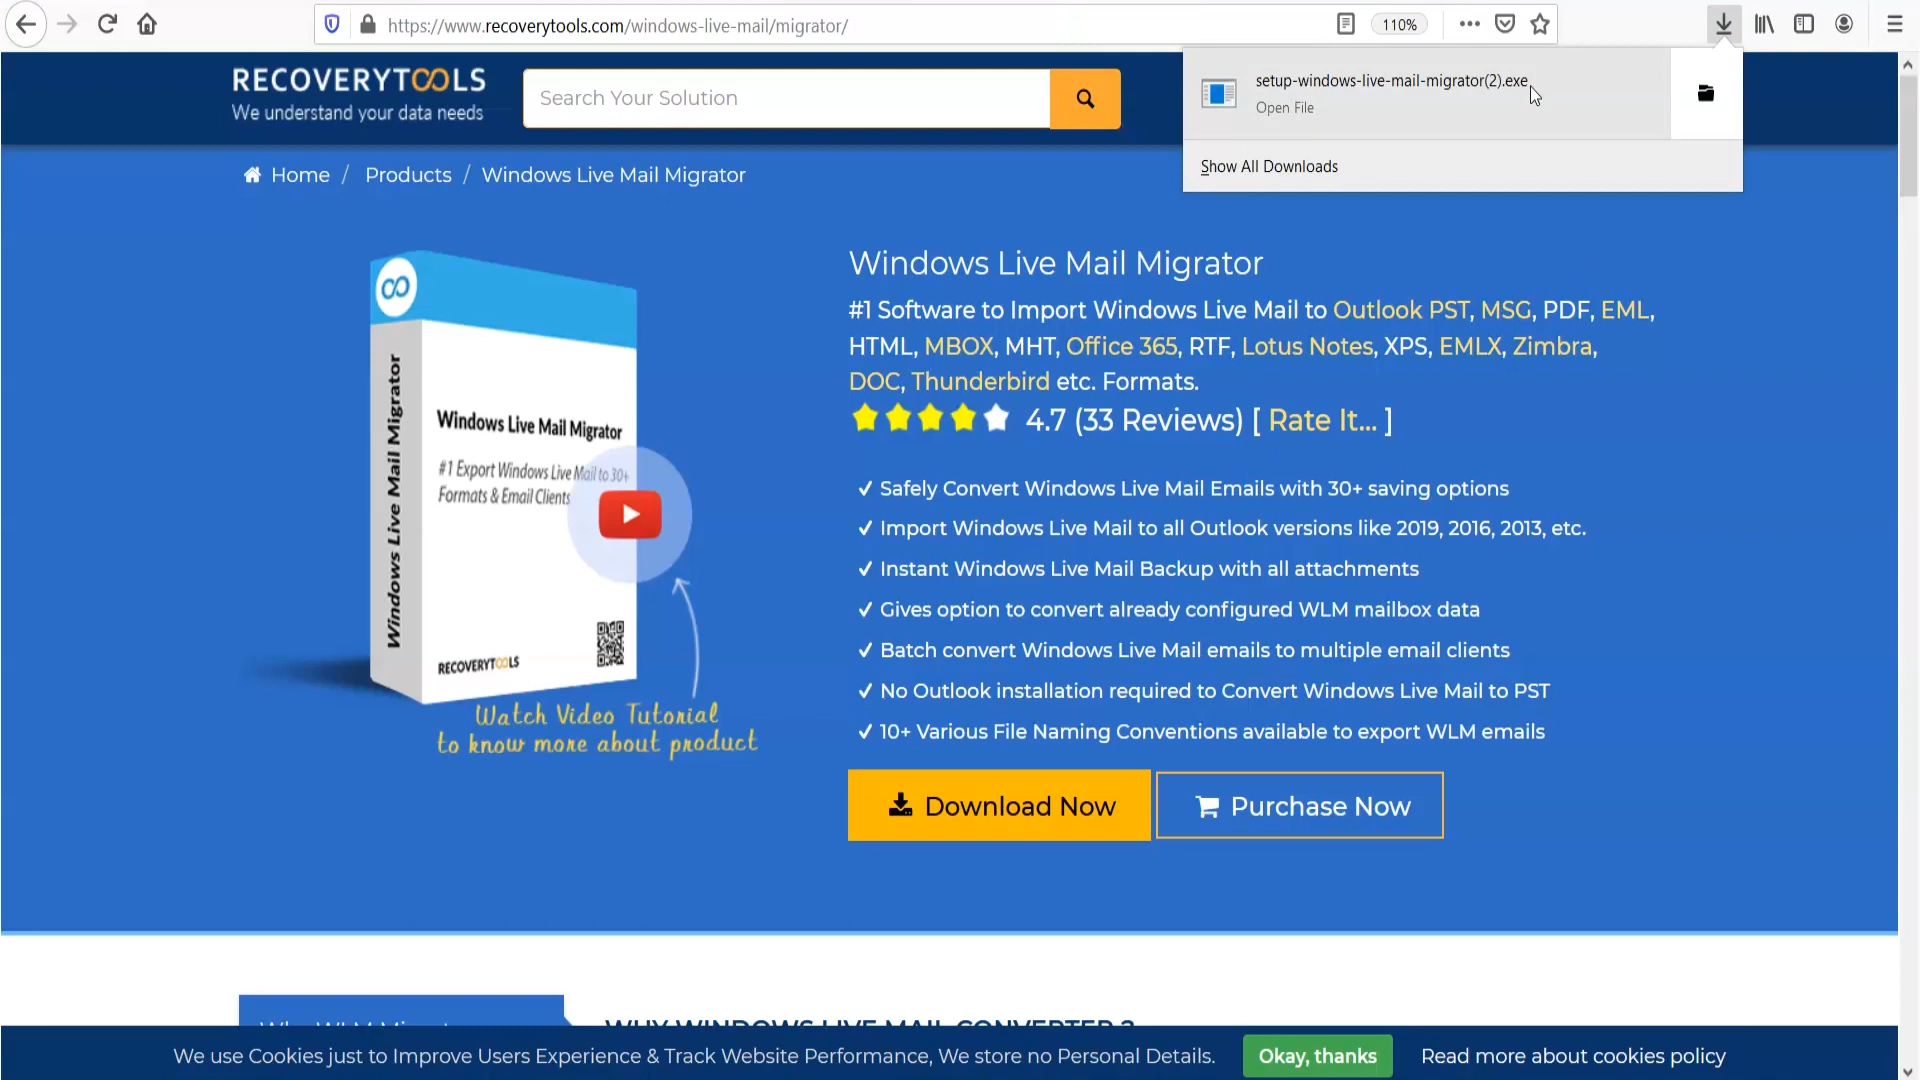 https://www.recoverytools.com/windows-live-mail/migrator/
110%
RECOVERYTOOLS
We understand your data needs
Search Your Solution
setup-windows-live-mail-migrator(2).exe
Open File
Show All Downloads
Home / Products / Windows Live Mail Migrator
Windows Live Mail Migrator
Windows Live Mail Migrator
#1 Export Windows Live Mail to 30+
Formats & Email Clients
RECOVERYTOOLS
Watch Video Tutorial
to know more about product
Windows Live Mail Migrator
#1 Software to Import Windows Live Mail to Outlook PST, MSG, PDF, EML,
HTML, MBOX, MHT, Office 365, RTF, Lotus Notes, XPS, EMLX, Zimbra,
DOC, Thunderbird etc. Formats.
4.7 (33 Reviews) [ Rate It... ]
✓ Safely Convert Windows Live Mail Emails with 30+ saving options
✓ Import Windows Live Mail to all Outlook versions like 2019, 2016, 2013, etc.
✓ Instant Windows Live Mail Backup with all attachments
✓ Gives option to convert already configured WLM mailbox data
✓ Batch convert Windows Live Mail emails to multiple email clients
✓ No Outlook installation required to Convert Windows Live Mail to PST
✓ 10+ Various File Naming Conventions available to export WLM emails
Download Now
Purchase Now
WHY WINDOWS LIVE MAIL CONVERTER ?
We use Cookies just to Improve Users Experience & Track Website Performance, We store no Personal Details.
Okay, thanks
Read more about cookies policy